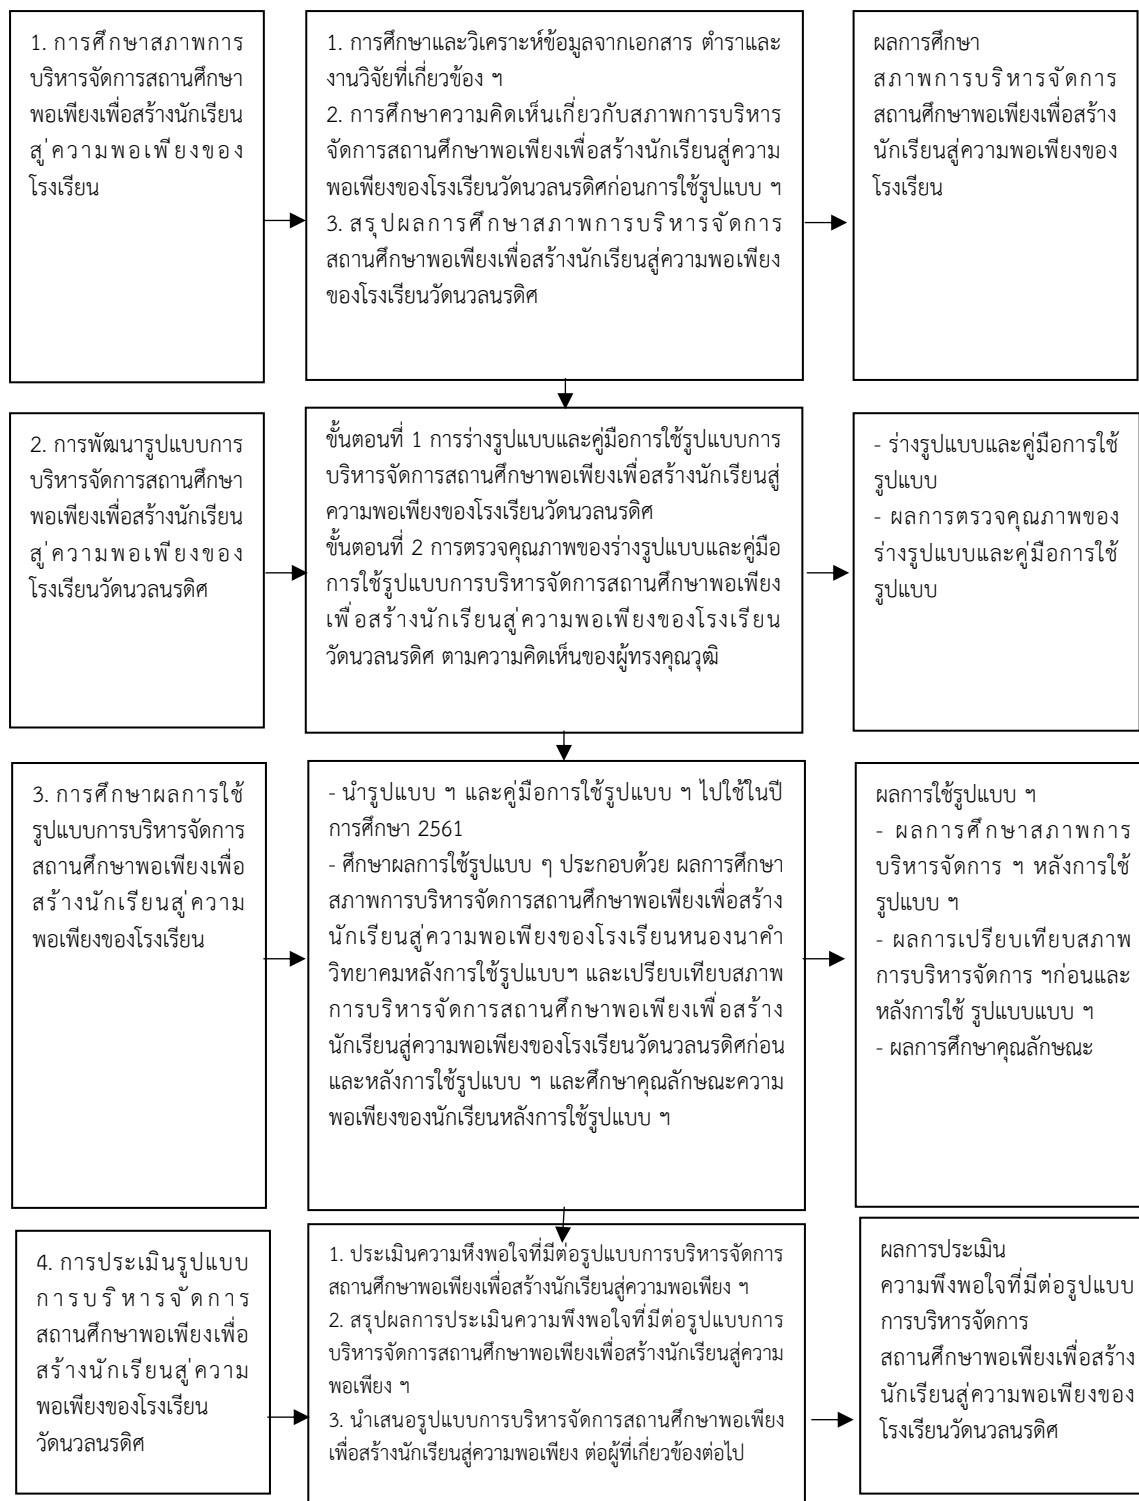 1. การศึกษาสภาพการ
บริหารจัดการสถานศึกษา
พอเพียงเพื่อสร้างนักเรียน
สู่ความพอเพียงของ
โรงเรียน
1. การศึกษาและวิเคราะห์ข้อมูลจากเอกสาร ตำราและ
งานวิจัยที่เกี่ยวข้อง ฯ
2. การศึกษาความคิดเห็นเกี่ยวกับสภาพการบริหาร
จัดการสถานศึกษาพอเพียงเพื่อสร้างนักเรียนสู่ความ
พอเพียงของโรงเรียนวัดนวลนรดิศก่อนการใช้รูปแบบ ฯ
3. สรุปผลการศึกษาสภาพการบริหารจัดการ
สถานศึกษาพอเพียงเพื่อสร้างนักเรียนสู่ความพอเพียง
ของโรงเรียนวัดนวลนรดิศ
ผลการศึกษา
สภาพการบริหารจัดการ
สถานศึกษาพอเพียงเพื่อสร้าง
นักเรียนสู่ความพอเพียงของ
โรงเรียน
2. การพัฒนารูปแบบการ
บริหารจัดการสถานศึกษา
พอเพียงเพื่อสร้างนักเรียน
สู่ความพอเพียงของ
โรงเรียนวัดนวลนรดิศ
ขั้นตอนที่ 1 การร่างรูปแบบและคู่มือการใช้รูปแบบการ
บริหารจัดการสถานศึกษาพอเพียงเพื่อสร้างนักเรียนสู่
ความพอเพียงของโรงเรียนวัดนวลนรดิศ
ขั้นตอนที่ 2 การตรวจคุณภาพของร่างรูปแบบและคู่มือ
การใช้รูปแบบการบริหารจัดการสถานศึกษาพอเพียง
เพื่อสร้างนักเรียนสู่ความพอเพียงของโรงเรียน
วัดนวลนรดิศ ตามความคิดเห็นของผู้ทรงคุณวุฒิ
- ร่างรูปแบบและคู่มือการใช้
รูปแบบ
- ผลการตรวจคุณภาพของ
ร่างรูปแบบและคู่มือการใช้
รูปแบบ
3. การศึกษาผลการใช้
รูปแบบการบริหารจัดการ
สถานศึกษาพอเพียงเพื่อ
สร้างนักเรียนสู่ความ
พอเพียงของโรงเรียน
- นำรูปแบบ ฯ และคู่มือการใช้รูปแบบ ฯ ไปใช้ในปี
การศึกษา 2561
- ศึกษาผลการใช้รูปแบบ ๆ ประกอบด้วย ผลการศึกษา
สภาพการบริหารจัดการสถานศึกษาพอเพียงเพื่อสร้าง
นักเรียนสู่ความพอเพียงของโรงเรียนหนองนาคำ
วิทยาคมหลังการใช้รูปแบบฯ และเปรียบเทียบสภาพ
การบริหารจัดการสถานศึกษาพอเพียงเพื่อสร้าง
นักเรียนสู่ความพอเพียงของโรงเรียนวัดนวลนรดิศก่อน
และหลังการใช้รูปแบบ ฯ และศึกษาคุณลักษณะความ
พอเพียงของนักเรียนหลังการใช้รูปแบบ ฯ
ผลการใช้รูปแบบ ฯ
- ผลการศึกษาสภาพการ
บริหารจัดการ ฯ หลังการใช้
รูปแบบ ฯ
- ผลการเปรียบเทียบสภาพ
การบริหารจัดการ ฯก่อนและ
หลังการใช้ รูปแบบแบบ ฯ
- ผลการศึกษาคุณลักษณะ
4. การประเมินรูปแบบ
การบริหารจัดการ
สถานศึกษาพอเพียงเพื่อ
สร้างนักเรียนสู่ความ
พอเพียงของโรงเรียน
วัดนวลนรดิศ
1. ประเมินความหึงพอใจที่มีต่อรูปแบบการบริหารจัดการ
สถานศึกษาพอเพียงเพื่อสร้างนักเรียนสู่ความพอเพียง ฯ
2. สรุปผลการประเมินความพึงพอใจที่มีต่อรูปแบบการ
บริหารจัดการสถานศึกษาพอเพียงเพื่อสร้างนักเรียนสู่ความ
พอเพียง ฯ
3. นำเสนอรูปแบบการบริหารจัดการสถานศึกษาพอเพียง
เพื่อสร้างนักเรียนสู่ความพอเพียง ต่อผู้ที่เกี่ยวข้องต่อไป
ผลการประเมิน
ความพึงพอใจที่มีต่อรูปแบบ
การบริหารจัดการ
สถานศึกษาพอเพียงเพื่อสร้าง
นักเรียนสู่ความพอเพียงของ
โรงเรียนวัดนวลนรดิศ